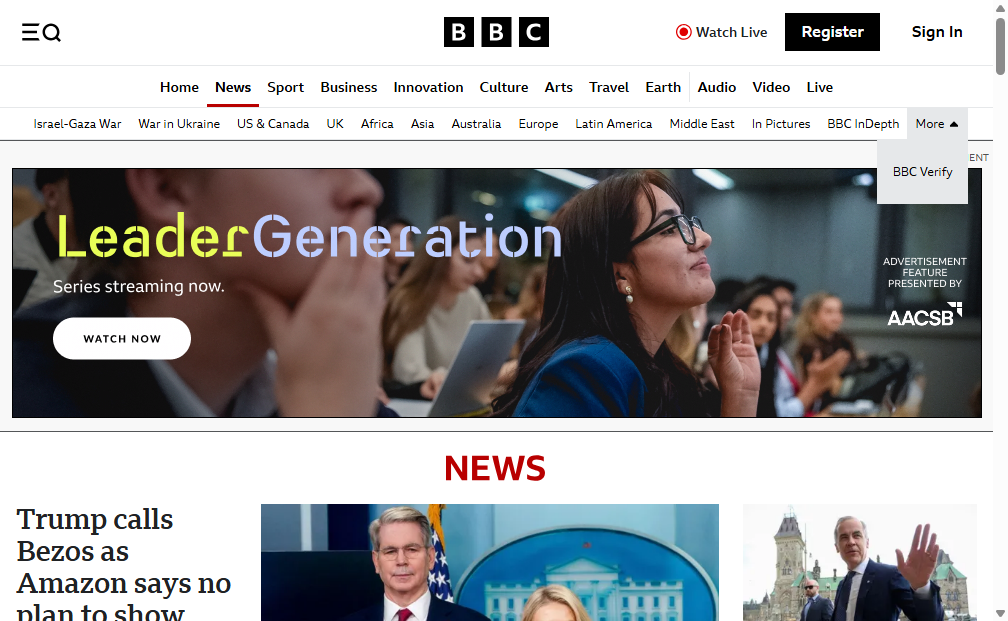 BBC
Watch Live
Register
Sign In
Home
News
Sport
Business
Innovation
Culture
Arts
Travel
Earth
Audio
Video
Live
Israel-Gaza War
War in Ukraine
US & Canada
UK
Africa
Asia
Australia
Europe
Latin America
Middle East
In Pictures
BBC InDepth
More
BBC Verify
LeaderGeneration
Series streaming now.
WATCH NOW
ADVERTISEMENT
FEATURE
PRESENTED BY
AACSB
NEWS
Trump calls
Bezos as
Amazon says no
plan to show